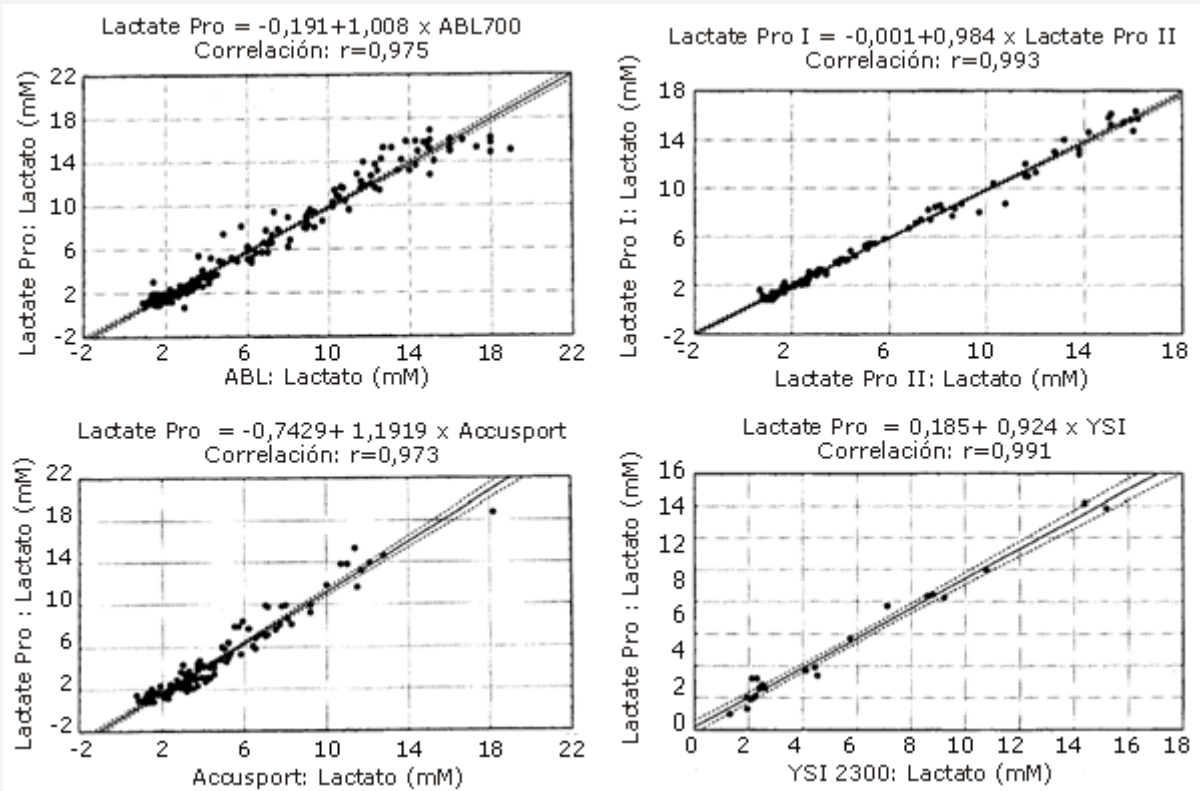 Lactate Pro = -0,191+1,008 x ABL700
Correlación: r=0,975
Lactate Pro: Lactato (mM)
22
18
14
10
6
2
-2
-2 2 6 10 14 18 22
ABL: Lactato (mM)
Lactate Pro I = -0,001+0,984 x Lactate Pro II
Correlación: r=0,993
Lactate Pro I: Lactato (mM)
18
14
10
6
2
-2
-2 2 6 10 14 18
Lactate Pro II: Lactato (mM)
Lactate Pro = -0,7429+ 1,1919 x Accusport
Correlación: r=0,973
Lactate Pro : Lactato (mM)
22
18
14
10
6
2
-2
-2 2 6 10 14 18 22
Accusport: Lactato (mM)
Lactate Pro = 0,185+ 0,924 x YSI
Correlación: r=0,991
Lactate Pro : Lactato (mM)
16
14
12
8
6
4
2
0
0 2 4 6 8 10 12 14 16 18
YSI 2300: Lactato (mM)